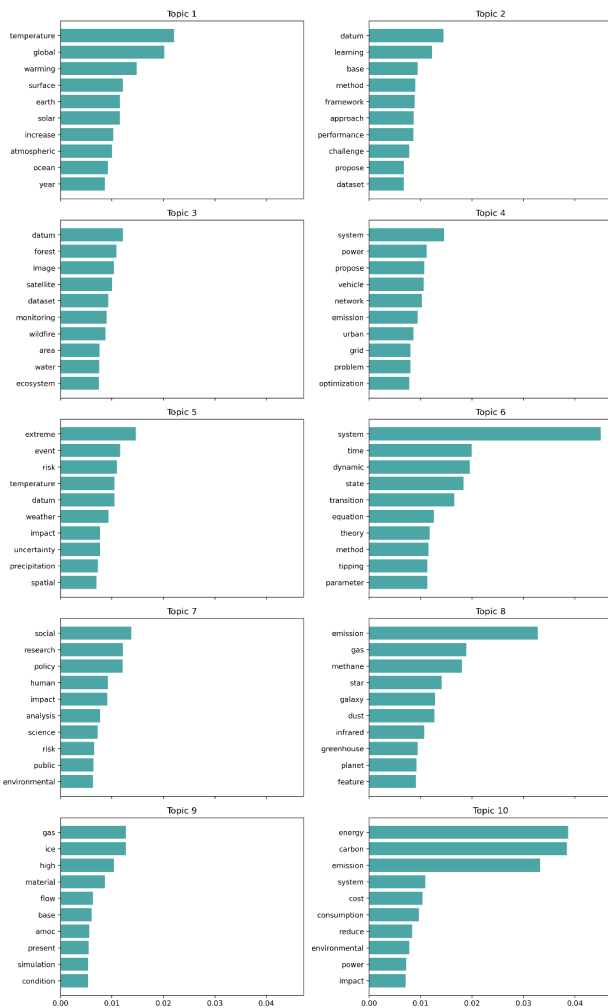 Topic 1
temperature
global
warming
surface
earth
solar
increase
atmospheric
ocean
year
Topic 2
datum
learning
base
method
framework
approach
performance
challenge
propose
dataset
Topic 3
datum
forest
image
satellite
dataset
monitoring
wildfire
area
water
ecosystem
Topic 4
system
power
propose
vehicle
network
emission
urban
grid
problem
optimization
Topic 5
extreme
event
risk
temperature
datum
weather
impact
uncertainty
precipitation
spatial
Topic 6
system
time
dynamic
state
transition
equation
theory
method
tipping
parameter
Topic 7
social
research
policy
human
impact
analysis
science
risk
public
environmental
Topic 8
emission
gas
methane
star
galaxy
dust
infrared
greenhouse
planet
feature
Topic 9
gas
ice
high
material
flow
base
amoc
present
simulation
condition
0.00 0.01 0.02 0.03 0.04
Topic 10
energy
carbon
emission
system
cost
consumption
reduce
environmental
power
impact
0.00 0.01 0.02 0.03 0.04